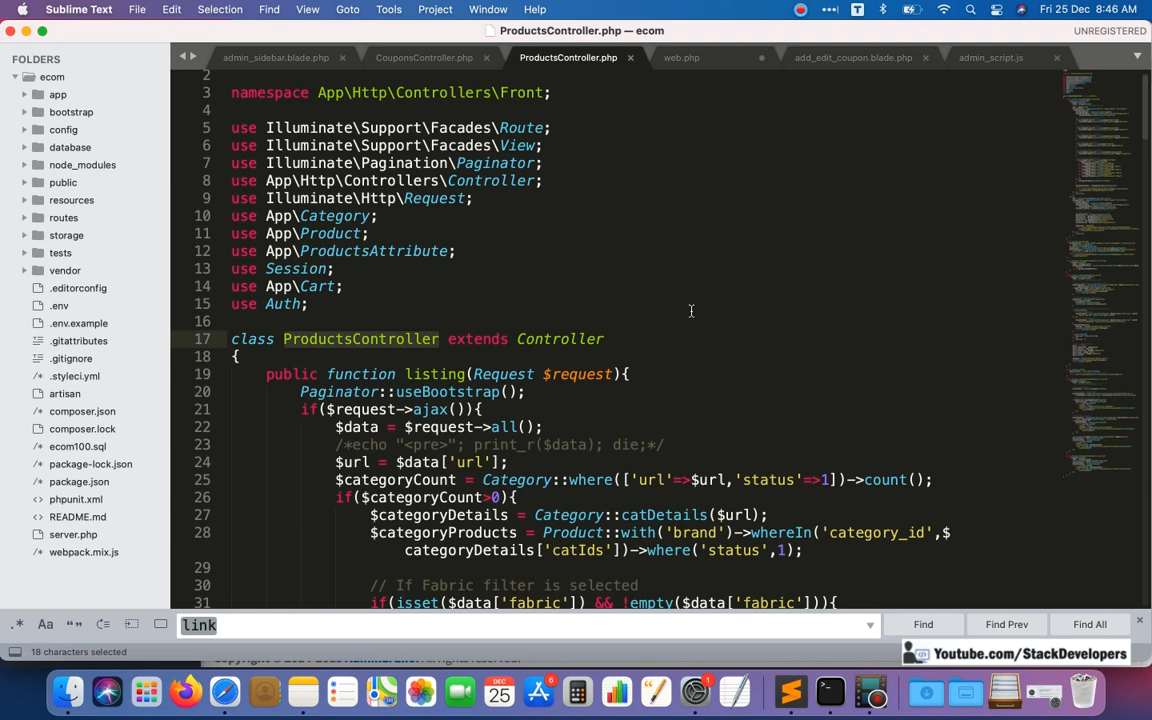 Sublime Text File Edit Selection Find View Goto Tools Project Window Help Fri 25 Dec 8:46 AM
ProductsController.php — ecom UNREGISTERED
FOLDERS
ecom
app
bootstrap
config
database
node_modules
public
resources
routes
storage
tests
vendor
.editorconfig
.env
.env.example
.gitattributes
.gitignore
.styleci.yml
artisan
composer.json
composer.lock
ecom100.sql
package-lock.json
package.json
phpunit.xml
README.md
server.php
webpack.mix.js
admin_sidebar.blade.php CouponsController.php ProductsController.php web.php add_edit_coupon.blade.php admin_script.js
2
3 namespace App\Http\Controllers\Front;
4
5 use Illuminate\Support\Facades\Route;
6 use Illuminate\Support\Facades\View;
7 use Illuminate\Pagination\Paginator;
8 use App\Http\Controllers\Controller;
9 use Illuminate\Http\Request;
10 use App\Category;
11 use App\Product;
12 use App\ProductsAttribute;
13 use Session;
14 use App\Cart;
15 use Auth;
16
17 class ProductsController extends Controller
18 {
19 public function listing(Request $request){
20 Paginator::useBootstrap();
21 if($request->ajax()){
22 $data = $request->all();
23 /*echo "<pre>"; print_r($data); die;*/
24 $url = $data['url'];
25 $categoryCount = Category::where(['url'=>$url,'status'=>1])->count();
26 if($categoryCount>0){
27 $categoryDetails = Category::catDetails($url);
28 $categoryProducts = Product::with('brand')->whereIn('category_id',$
categoryDetails['catIds'])->where('status',1);
29
30 // If Fabric filter is selected
31 if(isset($data['fabric']) && !empty($data['fabric'])){
.* Aa link Find Find Prev Find All
18 characters selected
Youtube.com/StackDevelopers
DEC
25
6
1